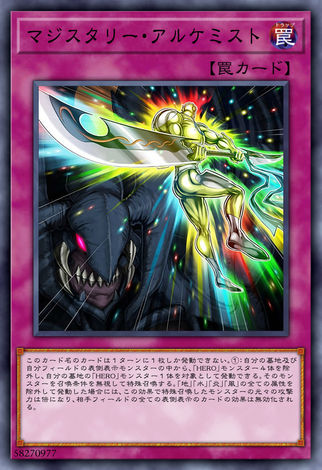 マジスタリー・アルケミスト
トラップ
罠
【罠カード】
このカード名のカードは1ターンに1枚しか発動できない。①:自分の墓地及び
自分フィールドの表側表示モンスターの中から、「HERO」モンスター4体を除
外し、自分の墓地の「HERO」モンスター1体を対象として発動できる。そのモン
スターを召喚条件を無視して特殊召喚する。「地」「水」「炎」「風」の全ての属性を
除外して発動した場合には、この効果で特殊召喚したモンスターの元々の攻撃
力は倍になり、相手フィールドの全ての表側表示のカードの効果は無効化され
る。
58270977